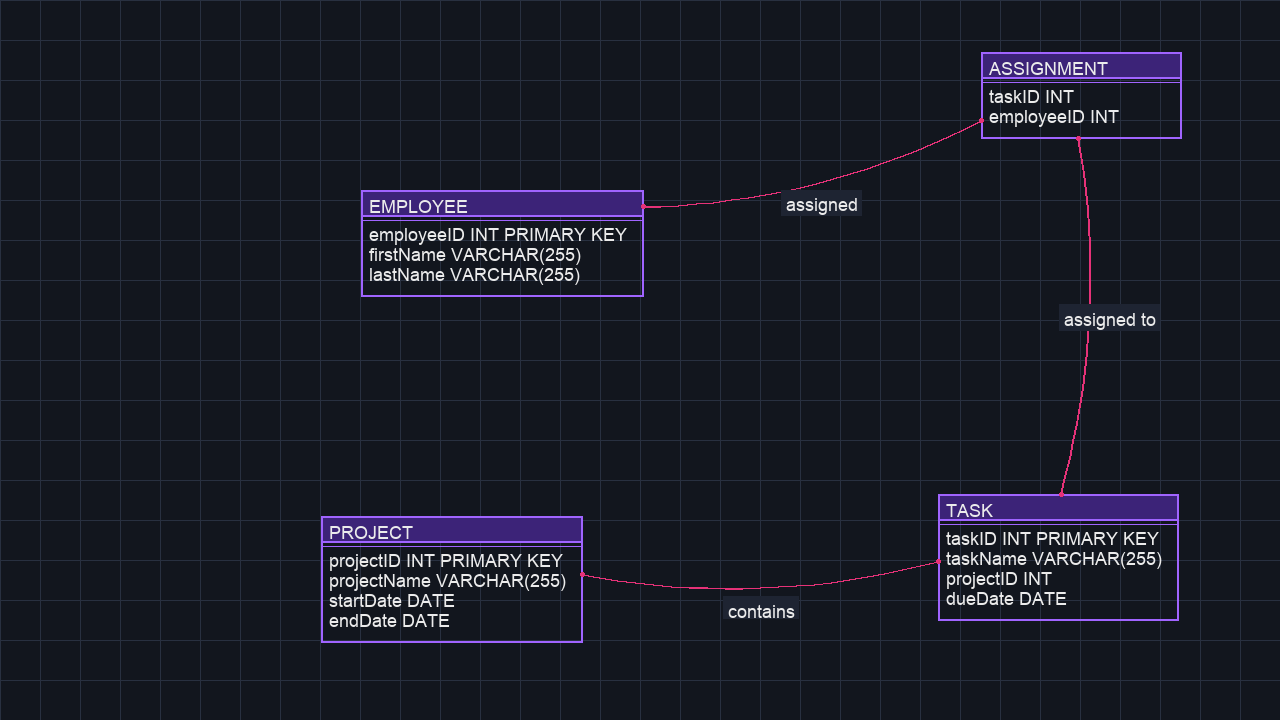 ASSIGNMENT
taskID INT
employeeID INT
assigned
EMPLOYEE
employeeID INT PRIMARY KEY
firstName VARCHAR(255)
lastName VARCHAR(255)
assigned to
TASK
taskID INT PRIMARY KEY
taskName VARCHAR(255)
projectID INT
dueDate DATE
PROJECT
projectID INT PRIMARY KEY
projectName VARCHAR(255)
startDate DATE
endDate DATE
contains